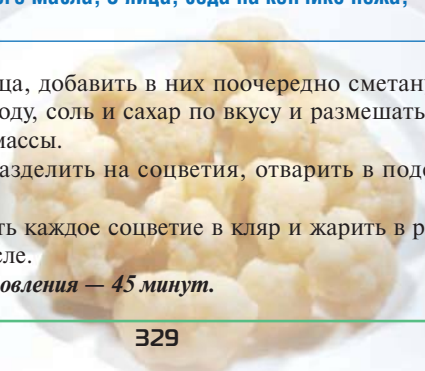 го масла, 3 яйца, сода на кончике ножа,
ца, добавить в них поочередно сметан
оду, соль и сахар по вкусу и размешать
массы.
азделить на соцветия, отварить в подс
ть каждое соцветие в кляр и жарить в р
сле.
овления — 45 минут.
329